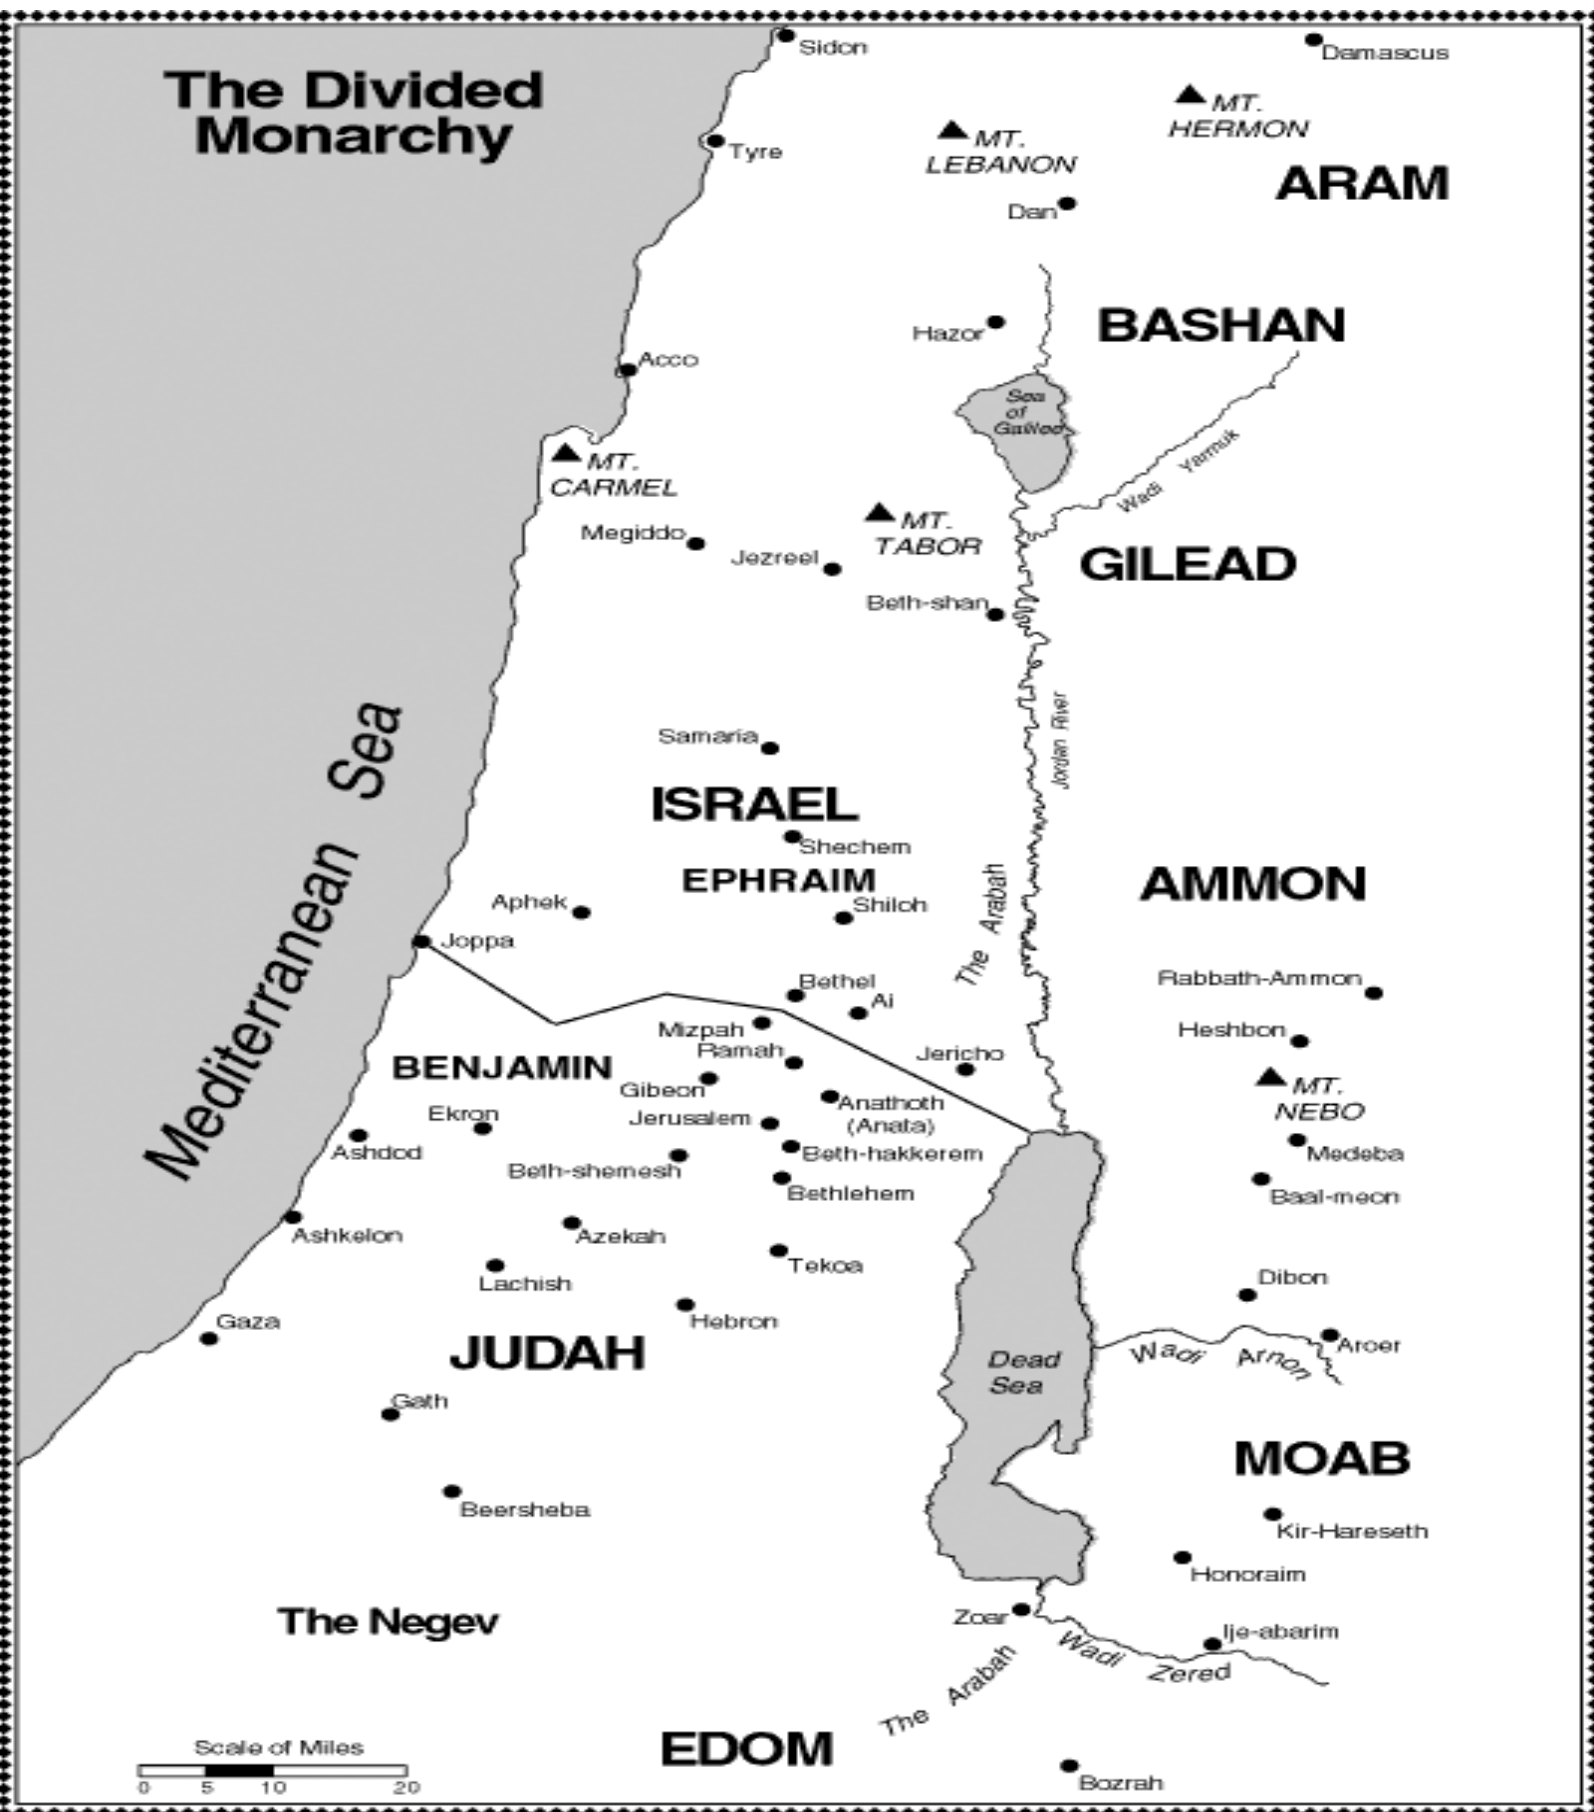 Sidon
Damascus
The Divided
Monarchy
MT.
HERMON
MT.
LEBANON
Tyre
ARAM
Dan
BASHAN
Hazor
Acco
Sea
of
Galilee
Wadi Yarmuk
MT.
CARMEL
MT.
TABOR
Megiddo
Jezreel
GILEAD
Beth-shan
Jordan River
Mediterranean Sea
Samaria
ISRAEL
Shechem
EPHRAIM
AMMON
Aphek
Shiloh
The Arabah
Joppa
Rabbath-Ammon
Bethel
Ai
Mizpah
Heshbon
Ramah
Jericho
BENJAMIN
Gibeon
MT.
NEBO
Anathoth
(Anata)
Ekron
Jerusalem
Ashdod
Beth-hakkerem
Medeba
Beth-shemesh
Bethlehem
Baal-meon
Ashkelon
Azekah
Tekoa
Lachish
Dibon
Gaza
Hebron
Aroer
JUDAH
Wadi Arnon
Dead
Sea
Gath
MOAB
Beersheba
Kir-Hareseth
Honoraim
The Negev
Zoar
Ije-abarim
Wadi Zered
The Arabah
EDOM
Scale of Miles
0 5 10 20
Bozrah